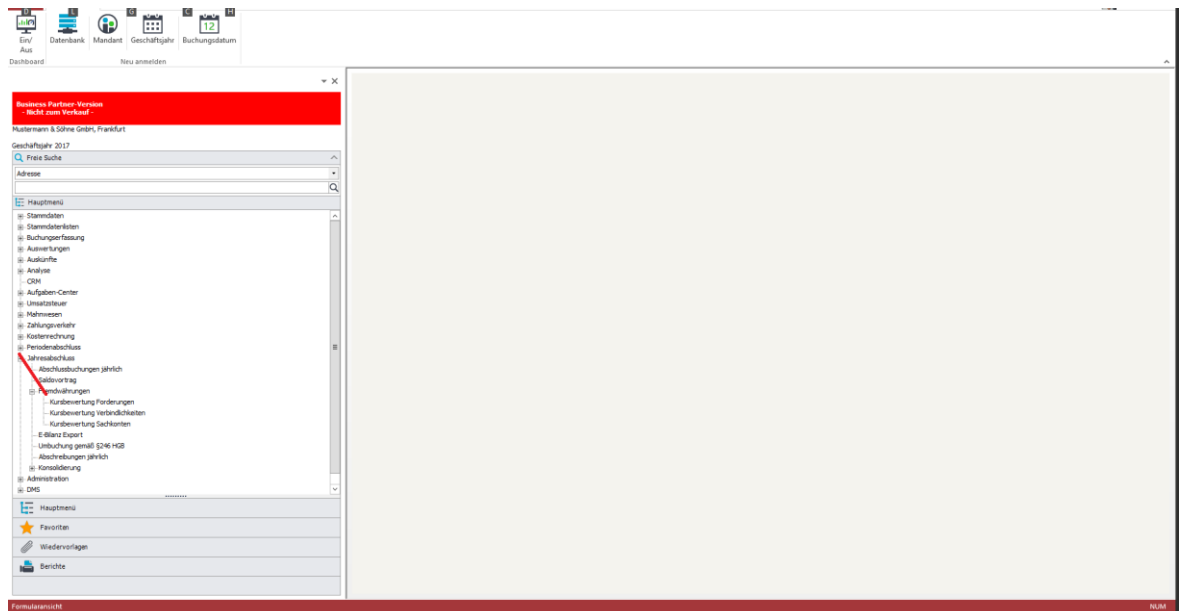 D L G C H
12
Ein/
Aus
Datenbank Mandant Geschäftsjahr Buchungsdatum
Dashboard Neu anmelden
Business Partner-Version
- Nicht zum Verkauf -
Mustermann & Söhne GmbH, Frankfurt
Geschäftsjahr 2017
Freie Suche
Adresse
Hauptmenü
Stammdaten
Stammdatenlisten
Buchungserfassung
Auswertungen
Auskünfte
Analyse
CRM
Aufgaben-Center
Umsatzsteuer
Mahnwesen
Zahlungsverkehr
Kostenrechnung
Periodenabschluss
Jahresabschluss
Abschlussbuchungen jährlich
Saldovortrag
Fremdwährungen
Kursbewertung Forderungen
Kursbewertung Verbindlichkeiten
Kursbewertung Sachkonten
E-Bilanz Export
Umbuchung gemäß §246 HGB
Abschreibungen jährlich
Konsolidierung
Administration
DMS
Hauptmenü
Favoriten
Wiedervorlagen
Berichte
Formularansicht NUM